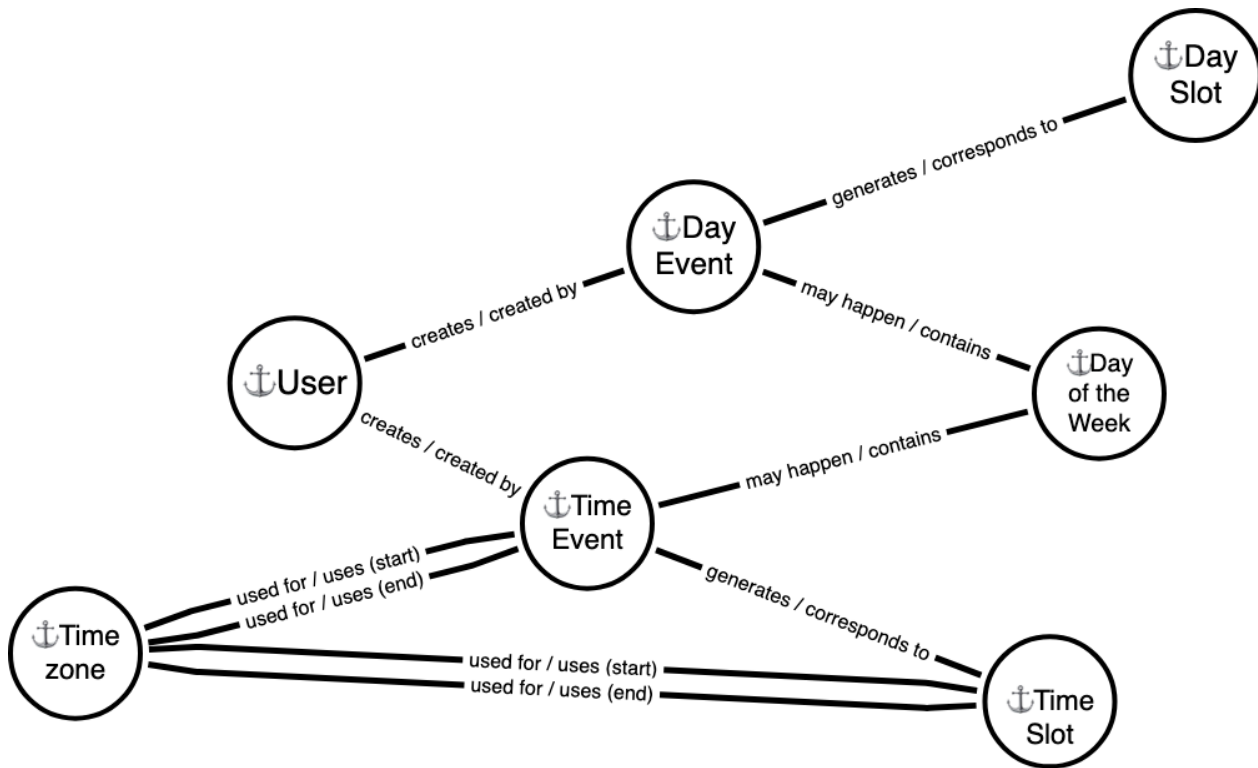 ⚓Day
Slot
generates / corresponds to
⚓Day
Event
creates / created by
may happen / contains
⚓User
⚓Day
of the
Week
creates / created by
may happen / contains
⚓Time
Event
used for / uses (start)
used for / uses (end)
generates / corresponds to
⚓Time
zone
used for / uses (start)
used for / uses (end)
⚓Time
Slot